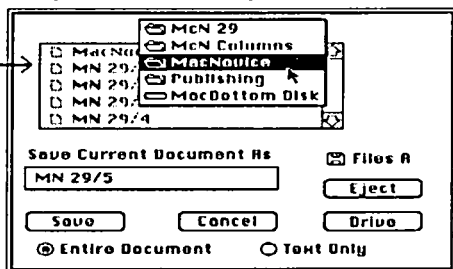 McN 29
McN Columns
MacNovice
Publishing
MacBottom Disk
MN 29/
MN 29/
MN 29/4
Save Current Document As
Files A
MN 29/5
Eject
Save
Cancel
Drive
Entire Document
Text Only